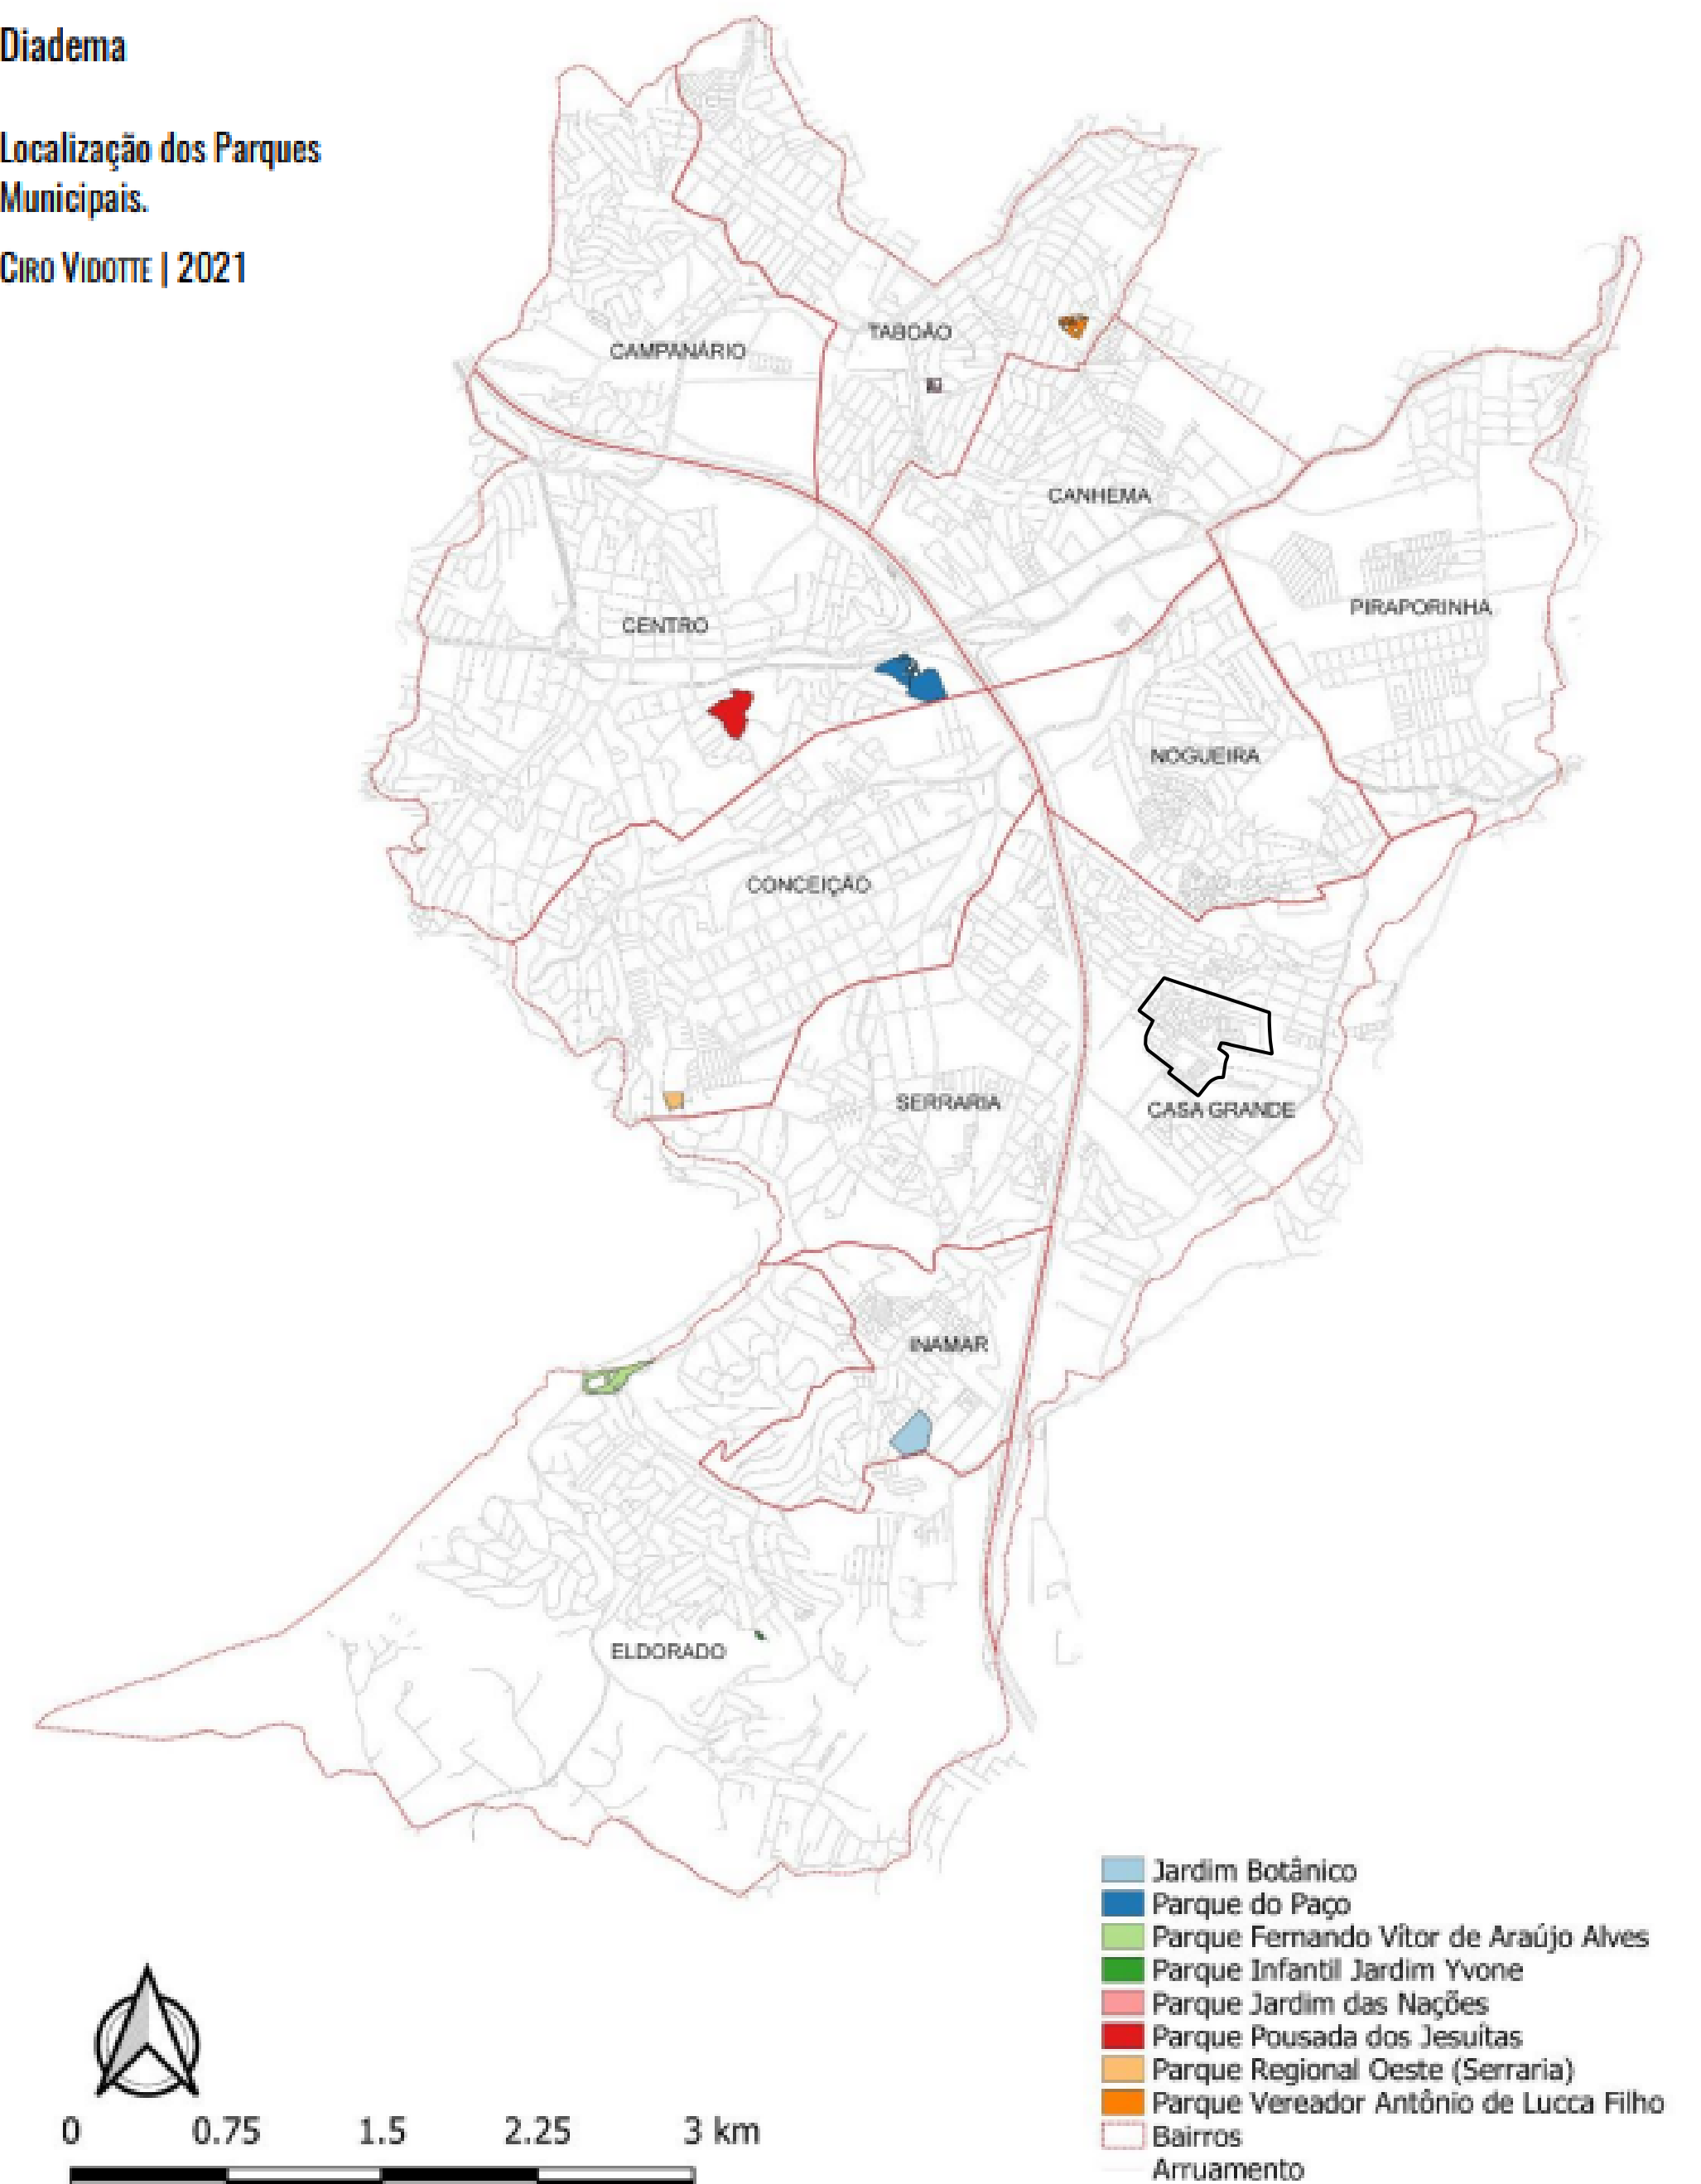 Diadema
Localização dos Parques
Municipais.
CIRO VIDOTTE | 2021
TABOÃO
CAMPANÁRIO
CANHEMA
PIRAPORINHA
CENTRO
NOGUEIRA
CONCEIÇÃO
SERRARIA
CASA GRANDE
INAMAR
ELDORADO
Jardim Botânico
Parque do Paço
Parque Fernando Vítor de Araújo Alves
Parque Infantil Jardim Yvone
Parque Jardim das Nações
Parque Pousada dos Jesuítas
Parque Regional Oeste (Serraria)
Parque Vereador Antônio de Lucca Filho
Bairros
Arruamento
0 0.75 1.5 2.25 3 km